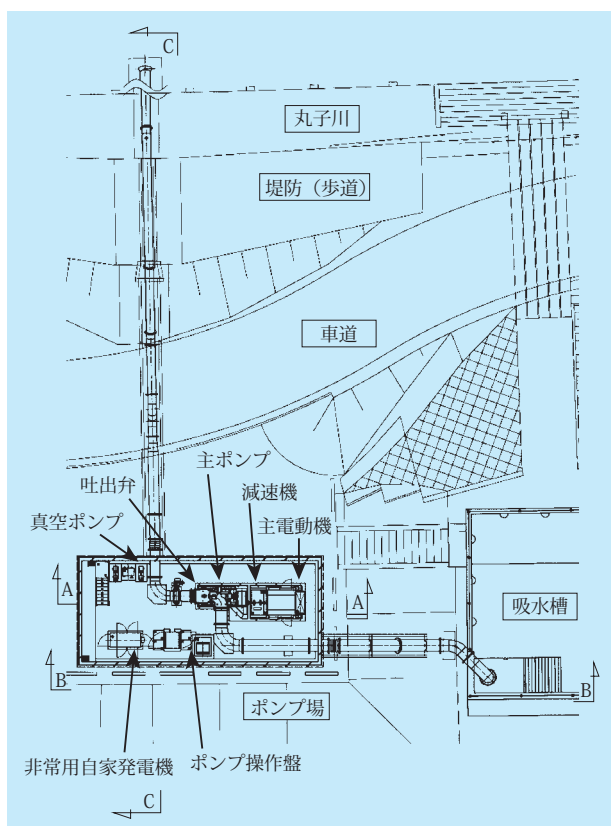 C
丸子川
堤防（歩道）
車道
主ポンプ
吐出弁
減速機
真空ポンプ
主電動機
A
A
吸水槽
B
B
ポンプ場
非常用自家発電機
ポンプ操作盤
C